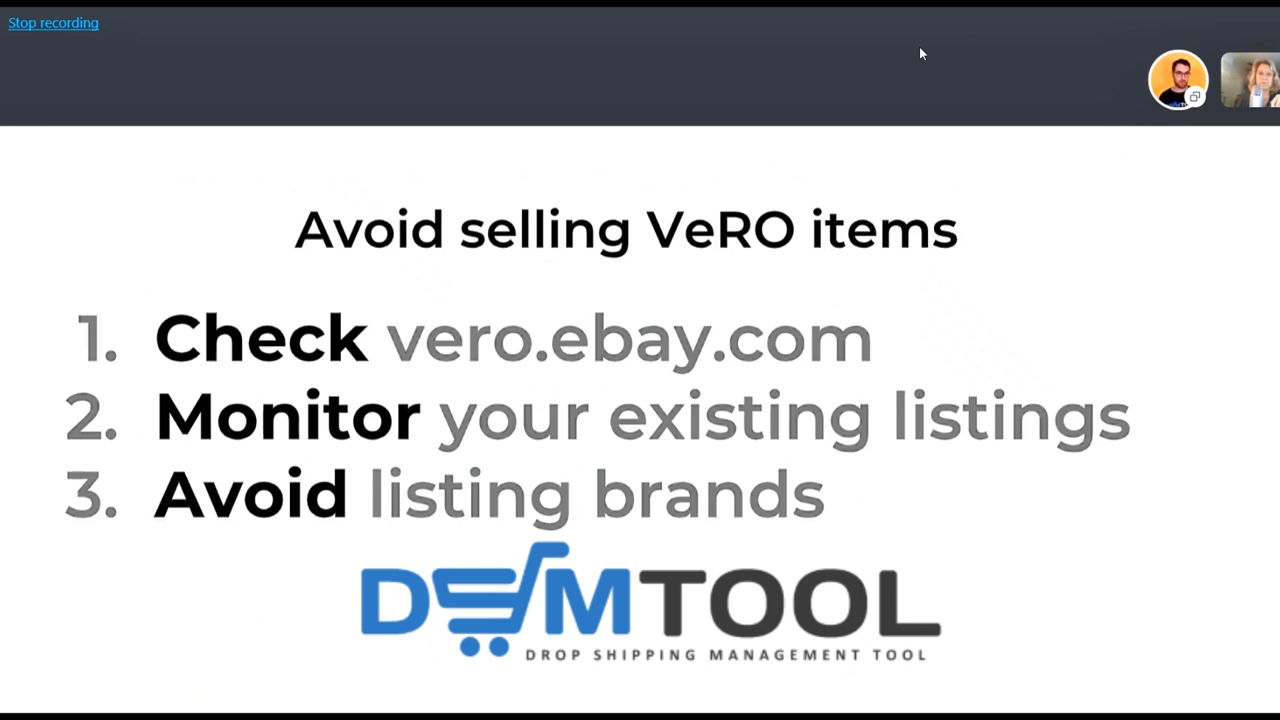 Stop recording
Avoid selling VeRO items
1. Check vero.ebay.com
2. Monitor your existing listings
3. Avoid listing brands
DSMTOOL
DROP SHIPPING MANAGEMENT TOOL